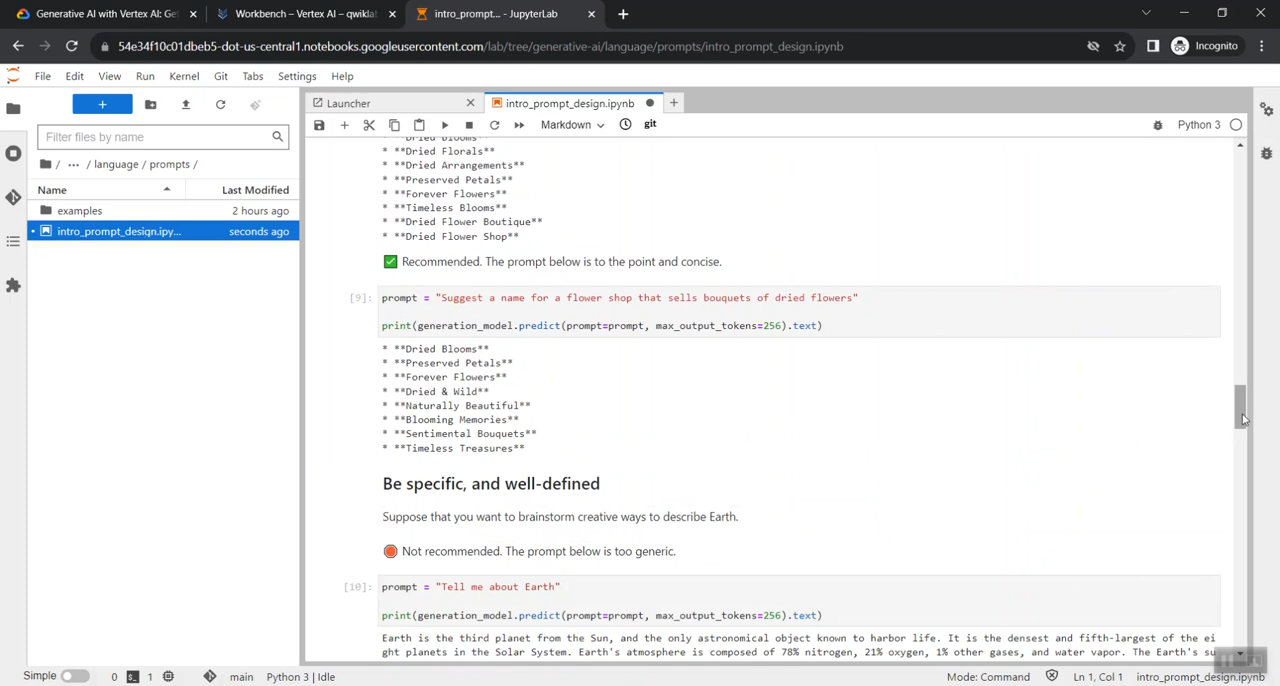 Generative AI with Vertex AI: Ge
Workbench – Vertex AI – qwikla
intro_prompt... - JupyterLab
54e34f10c01dbeb5-dot-us-central1.notebooks.googleusercontent.com/lab/tree/generative-ai/language/prompts/intro_prompt_design.ipynb
Incognito
File Edit View Run Kernel Git Tabs Settings Help
Launcher
intro_prompt_design.ipynb
Filter files by name
Markdown
git
Python 3
/ ... / language / prompts /
Name Last Modified
examples 2 hours ago
intro_prompt_design.ipy... seconds ago
* **Dried Blooms**
* **Dried Florals**
* **Dried Arrangements**
* **Preserved Petals**
* **Forever Flowers**
* **Timeless Blooms**
* **Dried Flower Boutique**
* **Dried Flower Shop**
Recommended. The prompt below is to the point and concise.
[9]: prompt = "Suggest a name for a flower shop that sells bouquets of dried flowers"
print(generation_model.predict(prompt=prompt, max_output_tokens=256).text)
* **Dried Blooms**
* **Preserved Petals**
* **Forever Flowers**
* **Dried & Wild**
* **Naturally Beautiful**
* **Blooming Memories**
* **Sentimental Bouquets**
* **Timeless Treasures**
Be specific, and well-defined
Suppose that you want to brainstorm creative ways to describe Earth.
Not recommended. The prompt below is too generic.
[10]: prompt = "Tell me about Earth"
print(generation_model.predict(prompt=prompt, max_output_tokens=256).text)
Earth is the third planet from the Sun, and the only astronomical object known to harbor life. It is the densest and fifth-largest of the ei
ght planets in the Solar System. Earth's atmosphere is composed of 78% nitrogen, 21% oxygen, 1% other gases, and water vapor. The Earth's su
Simple 0 1 main Python 3 | Idle
Mode: Command Ln 1, Col 1 intro_prompt_design.ipynb